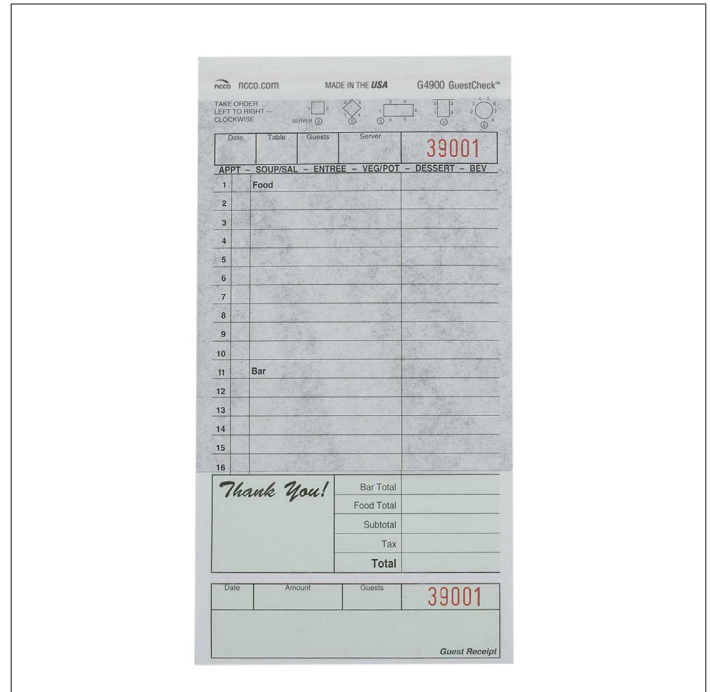 ncco ncco.com MADE IN THE USA G4900 GuestCheck™
TAKE ORDER
LEFT TO RIGHT —
CLOCKWISE SERVER
Date Table Guests Server 39001
APPT – SOUP/SAL – ENTRÉE – VEG/POT – DESSERT – BEV
1 Food
2
3
4
5
6
7
8
9
10
11 Bar
12
13
14
15
16
Thank You! Bar Total
Food Total
Subtotal
Tax
Total
Date Amount Guests 39001
Guest Receipt